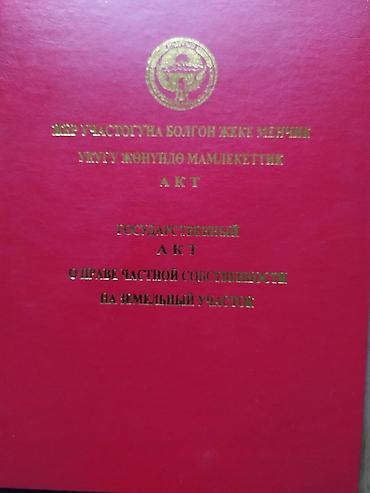 ЖЕР УЧАСТОГУНА БОЛГОН ЖЕКЕ МЕНЧИК
УКУГУ ЖӨНҮНДӨ МАМЛЕКЕТТИК
А К Т
ГОСУДАРСТВЕННЫЙ
А К Т
О ПРАВЕ ЧАСТНОЙ СОБСТВЕННОСТИ
НА ЗЕМЕЛЬНЫЙ УЧАСТОК